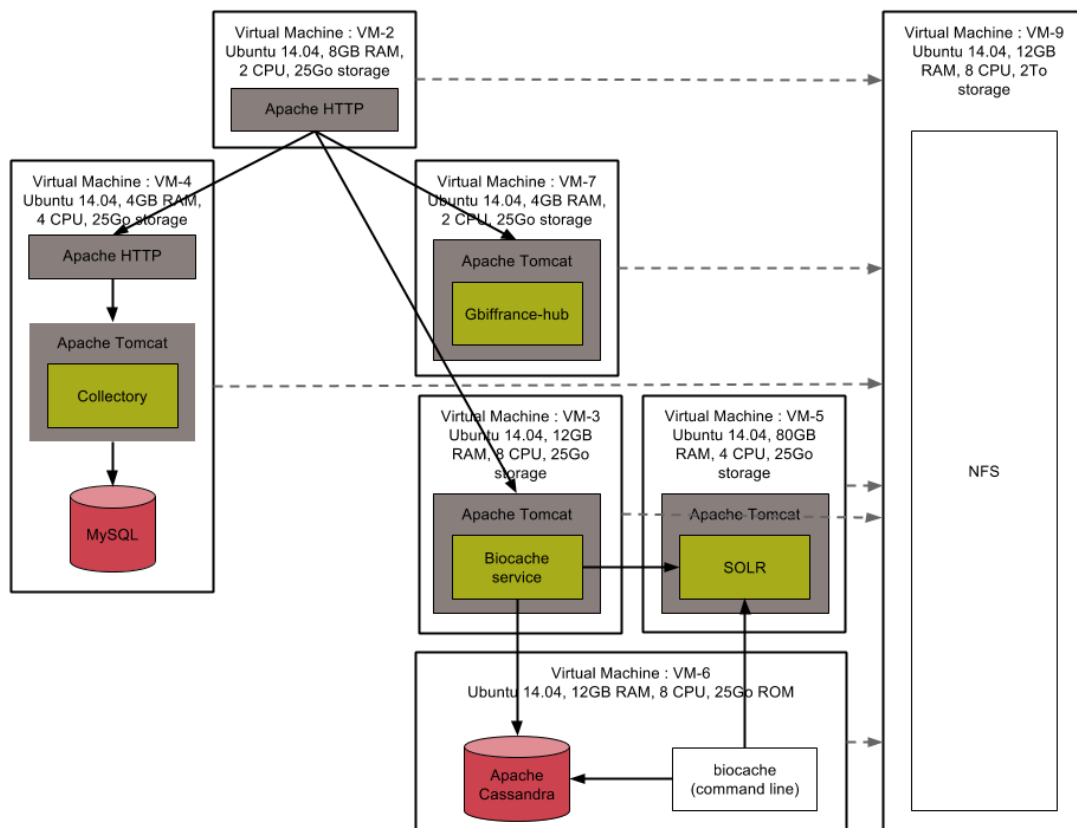 Virtual Machine : VM-2
Ubuntu 14.04, 8GB RAM,
2 CPU, 25Go storage
Apache HTTP
Virtual Machine : VM-9
Ubuntu 14.04, 12GB
RAM, 8 CPU, 2To
storage
NFS
Virtual Machine : VM-4
Ubuntu 14.04, 4GB RAM,
4 CPU, 25Go storage
Apache HTTP
Apache Tomcat
Collectory
MySQL
Virtual Machine : VM-7
Ubuntu 14.04, 4GB RAM,
2 CPU, 25Go storage
Apache Tomcat
Gbiffrance-hub
Virtual Machine : VM-3
Ubuntu 14.04, 12GB
RAM, 8 CPU, 25Go
storage
Apache Tomcat
Biocache
service
Virtual Machine : VM-5
Ubuntu 14.04, 80GB
RAM, 4 CPU, 25Go
storage
Apache Tomcat
SOLR
Virtual Machine : VM-6
Ubuntu 14.04, 12GB RAM, 8 CPU, 25Go ROM
Apache
Cassandra
biocache
(command line)